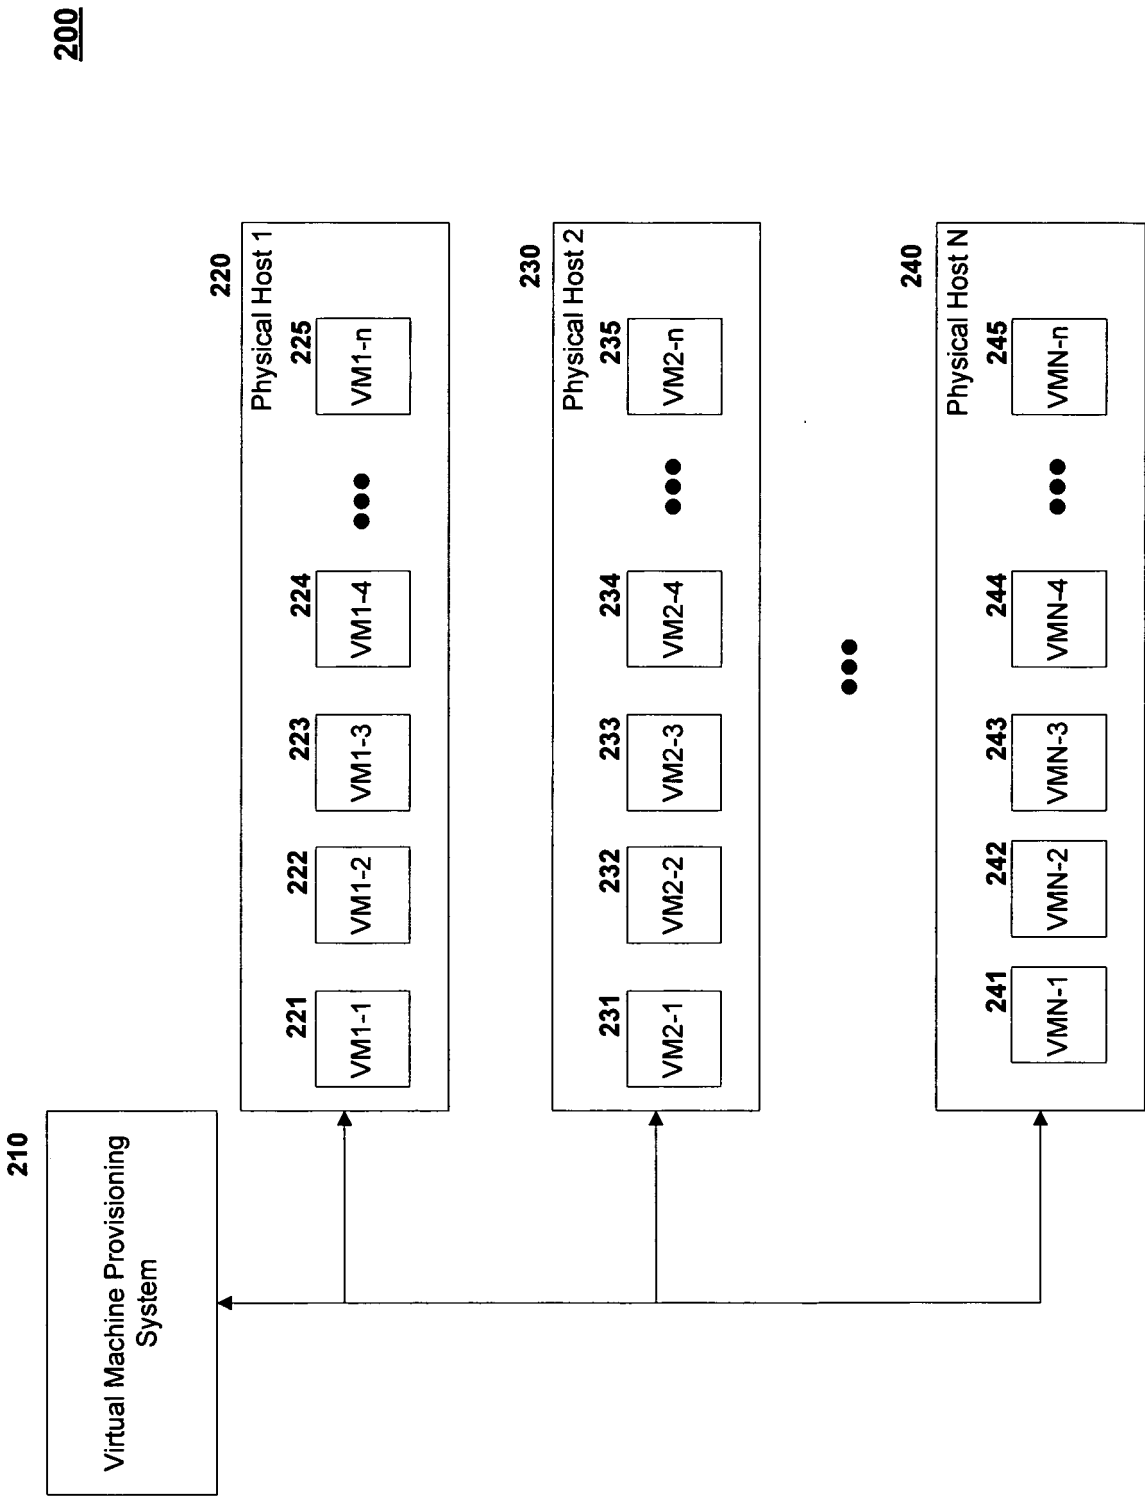 200
210
Virtual Machine Provisioning
System
220
Physical Host 1
221
222
223
224
225
VM1-1
VM1-2
VM1-3
VM1-4
VM1-n
230
Physical Host 2
231
232
233
234
235
VM2-1
VM2-2
VM2-3
VM2-4
VM2-n
240
Physical Host N
241
242
243
244
245
VMN-1
VMN-2
VMN-3
VMN-4
VMN-n